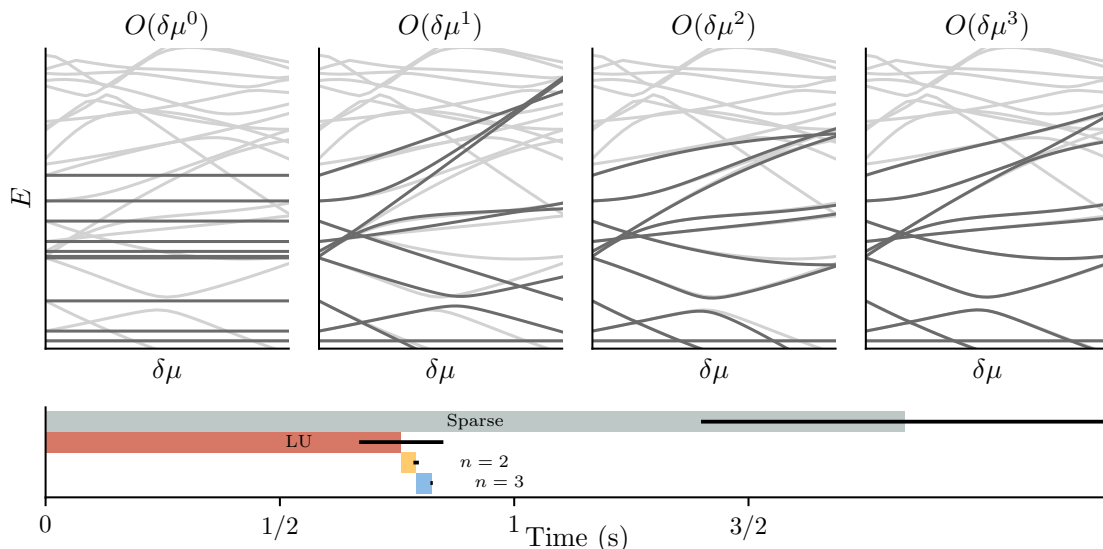 O(δμ⁰) O(δμ¹) O(δμ²) O(δμ³)
E
δμ δμ δμ δμ
Sparse
LU
n = 2
n = 3
0 1/2 1 3/2
Time (s)